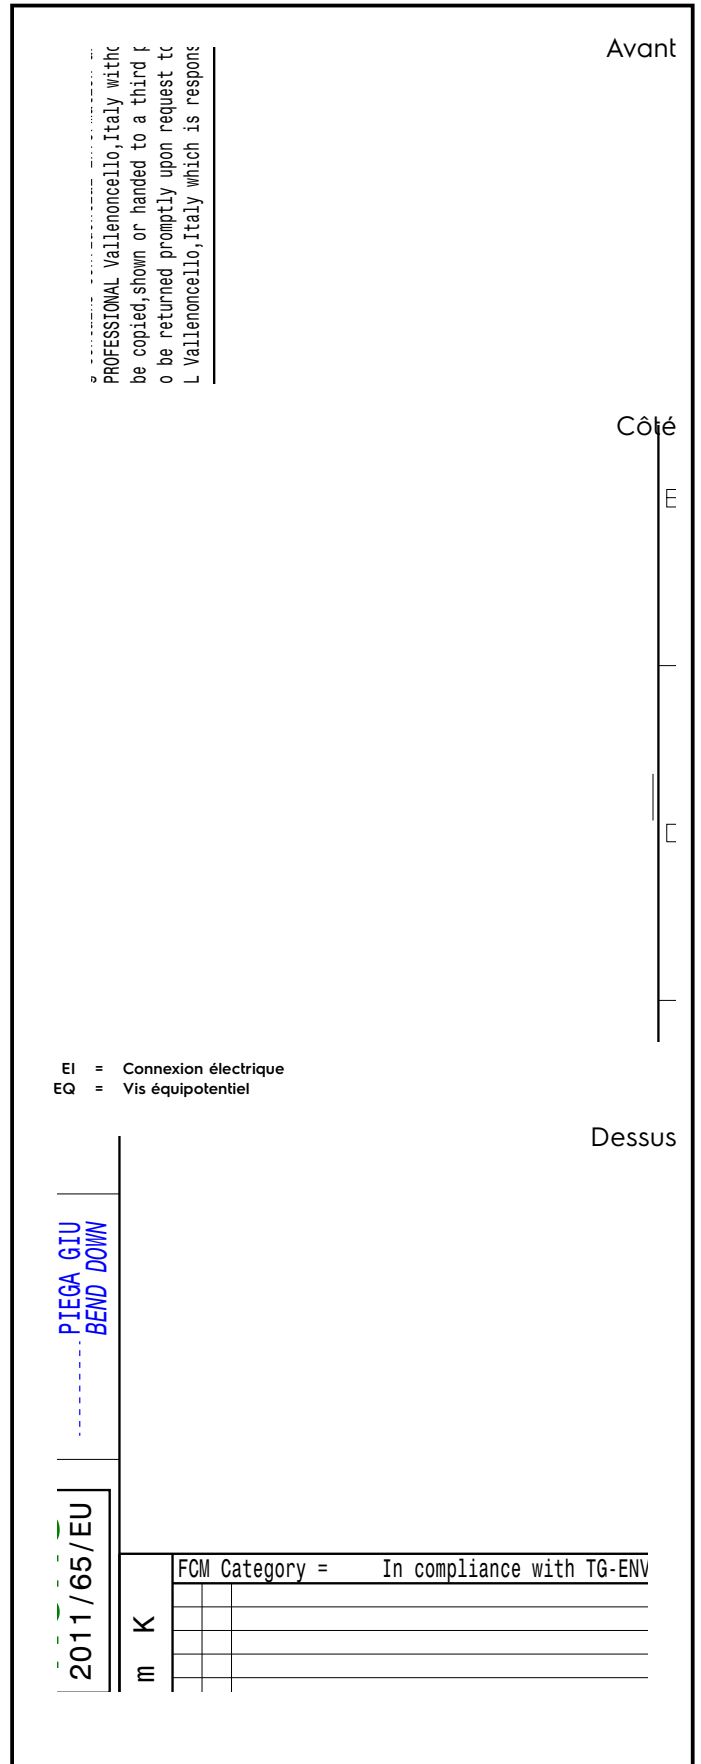 Avant
PROFESSIONAL Vallenoncello,Italy
be copied,shown or handed to a third
be returned promptly upon request to
L Vallenoncello,Italy which is
Côté
E
EI = Connexion électrique
EQ = Vis équipotentiel
Dessus
PIEGA GIU
BEND DOWN
2011/65/EU
FCM Category = In compliance with TG-ENV
K
m